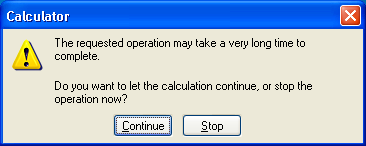 Calculator
The requested operation may take a very long time to
complete.
Do you want to let the calculation continue, or stop the
operation now?
Continue Stop